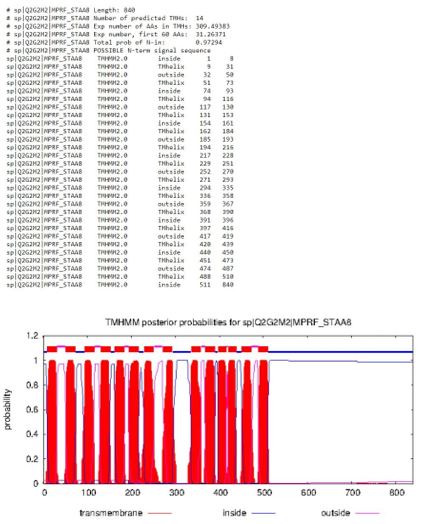 # sp|Q2G2M2|MPRF_STAA8 Length: 840
# sp|Q2G2M2|MPRF_STAA8 Number of predicted TMHs: 14
# sp|Q2G2M2|MPRF_STAA8 Exp number of AAs in TMHs: 309.49383
# sp|Q2G2M2|MPRF_STAA8 Exp number, first 60 AAs: 31.26371
# sp|Q2G2M2|MPRF_STAA8 Total prob of N-in: 0.97294
# sp|Q2G2M2|MPRF_STAA8 POSSIBLE N-term signal sequence
sp|Q2G2M2|MPRF_STAA8 TMHMM2.0 inside 1 8
sp|Q2G2M2|MPRF_STAA8 TMHMM2.0 TMhelix 9 31
sp|Q2G2M2|MPRF_STAA8 TMHMM2.0 outside 32 50
sp|Q2G2M2|MPRF_STAA8 TMHMM2.0 TMhelix 51 73
sp|Q2G2M2|MPRF_STAA8 TMHMM2.0 inside 74 93
sp|Q2G2M2|MPRF_STAA8 TMHMM2.0 TMhelix 94 116
sp|Q2G2M2|MPRF_STAA8 TMHMM2.0 outside 117 130
sp|Q2G2M2|MPRF_STAA8 TMHMM2.0 TMhelix 131 153
sp|Q2G2M2|MPRF_STAA8 TMHMM2.0 inside 154 161
sp|Q2G2M2|MPRF_STAA8 TMHMM2.0 TMhelix 162 184
sp|Q2G2M2|MPRF_STAA8 TMHMM2.0 outside 185 193
sp|Q2G2M2|MPRF_STAA8 TMHMM2.0 TMhelix 194 216
sp|Q2G2M2|MPRF_STAA8 TMHMM2.0 inside 217 228
sp|Q2G2M2|MPRF_STAA8 TMHMM2.0 TMhelix 229 251
sp|Q2G2M2|MPRF_STAA8 TMHMM2.0 outside 252 270
sp|Q2G2M2|MPRF_STAA8 TMHMM2.0 TMhelix 271 293
sp|Q2G2M2|MPRF_STAA8 TMHMM2.0 inside 294 335
sp|Q2G2M2|MPRF_STAA8 TMHMM2.0 TMhelix 336 358
sp|Q2G2M2|MPRF_STAA8 TMHMM2.0 outside 359 367
sp|Q2G2M2|MPRF_STAA8 TMHMM2.0 TMhelix 368 390
sp|Q2G2M2|MPRF_STAA8 TMHMM2.0 inside 391 396
sp|Q2G2M2|MPRF_STAA8 TMHMM2.0 TMhelix 397 416
sp|Q2G2M2|MPRF_STAA8 TMHMM2.0 outside 417 419
sp|Q2G2M2|MPRF_STAA8 TMHMM2.0 TMhelix 420 439
sp|Q2G2M2|MPRF_STAA8 TMHMM2.0 inside 440 450
sp|Q2G2M2|MPRF_STAA8 TMHMM2.0 TMhelix 451 473
sp|Q2G2M2|MPRF_STAA8 TMHMM2.0 outside 474 487
sp|Q2G2M2|MPRF_STAA8 TMHMM2.0 TMhelix 488 510
sp|Q2G2M2|MPRF_STAA8 TMHMM2.0 inside 511 840
TMHMM posterior probabilities for sp|Q2G2M2|MPRF_STAA8
1.2
1
0.8
0.6
0.4
0.2
0
probability
0 100 200 300 400 500 600 700 800
transmembrane inside outside